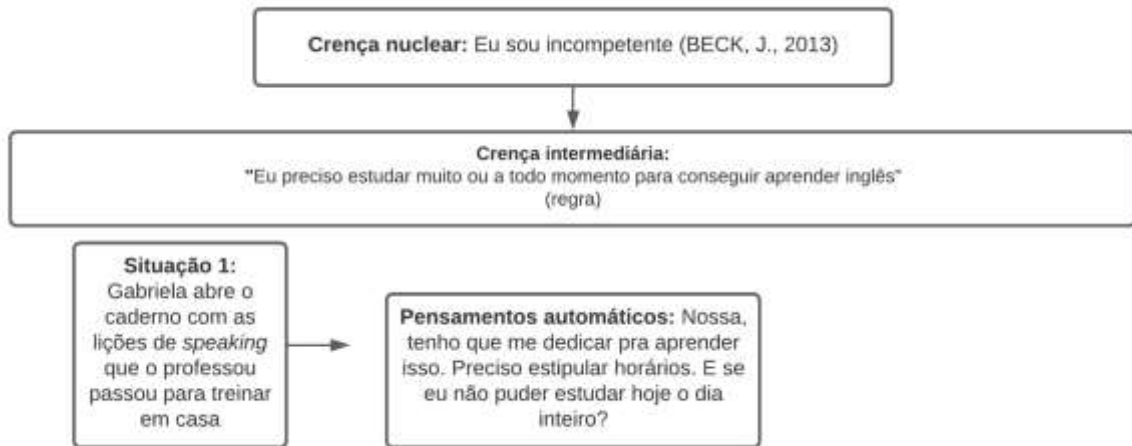 Crença nuclear: Eu sou incompetente (BECK, J., 2013)
Crença intermediária:
"Eu preciso estudar muito ou a todo momento para conseguir aprender inglês"
(regra)
Situação 1:
Gabriela abre o
caderno com as
lições de speaking
que o professou
passou para treinar
em casa
Pensamentos automáticos: Nossa,
tenho que me dedicar pra aprender
isso. Preciso estipular horários. E se
eu não puder estudar hoje o dia
inteiro?